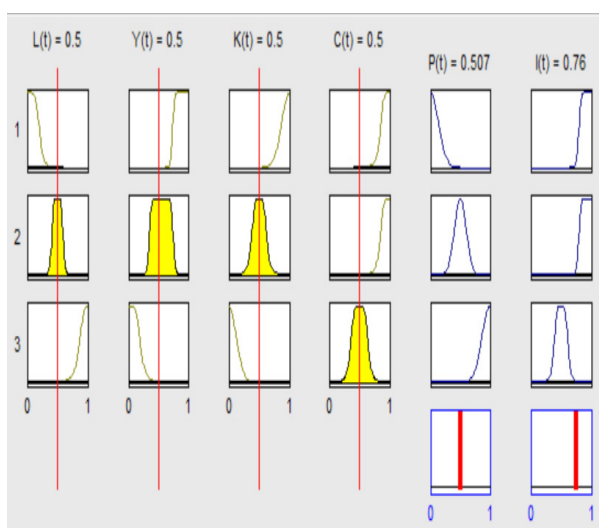 L(t) = 0.5 Y(t) = 0.5 K(t) = 0.5 C(t) = 0.5
P(t) = 0.507 I(t) = 0.76
1
2
3
0 1 0 1 0 1 0 1
0 1 0 1